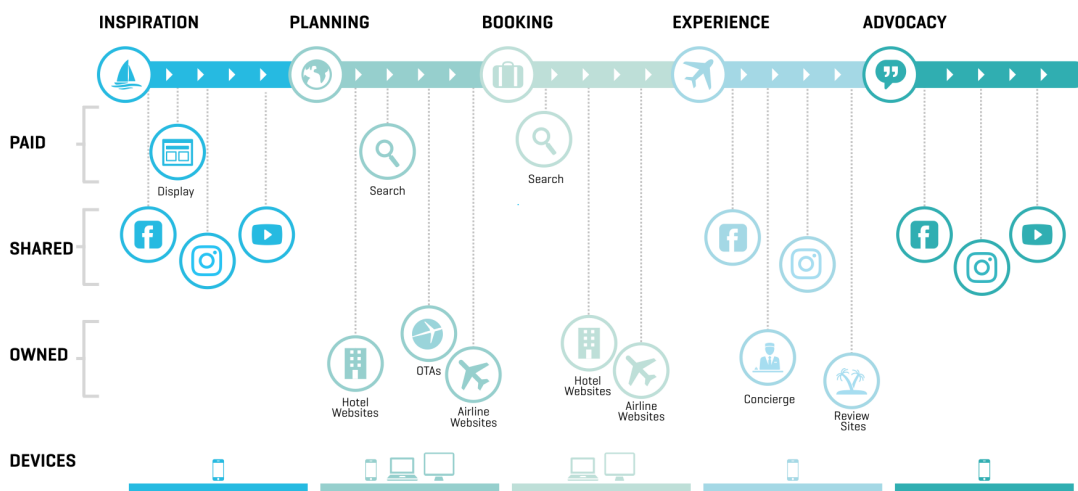 INSPIRATION
PLANNING
BOOKING
EXPERIENCE
ADVOCACY
PAID
Display
Search
Search
SHARED
OWNED
Hotel
Websites
OTAs
Airline
Websites
Hotel
Websites
Airline
Websites
Concierge
Review
Sites
DEVICES